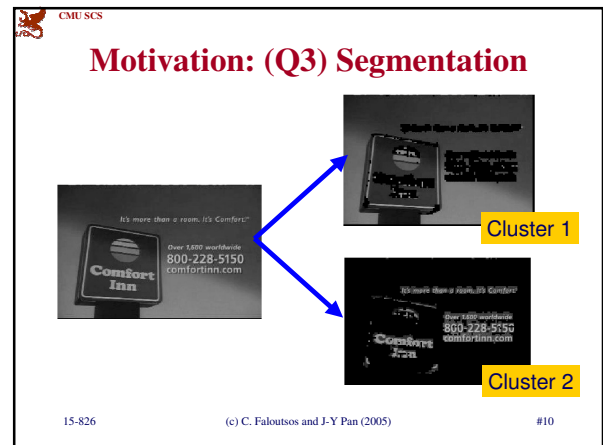 CMU SCS
Motivation: (Q3) Segmentation
It's more than a room. It's Comfort!"
Over 1,600 worldwide
800-228-5150
comfortinn.com
Comfort
Inn
Cluster 1
It's more than a room. It's Comfort
Over 1,600 worldwide
800-228-5150
comfortinn.com
Comfort
Inn
Cluster 2
15-826 (c) C. Faloutsos and J-Y Pan (2005) #10